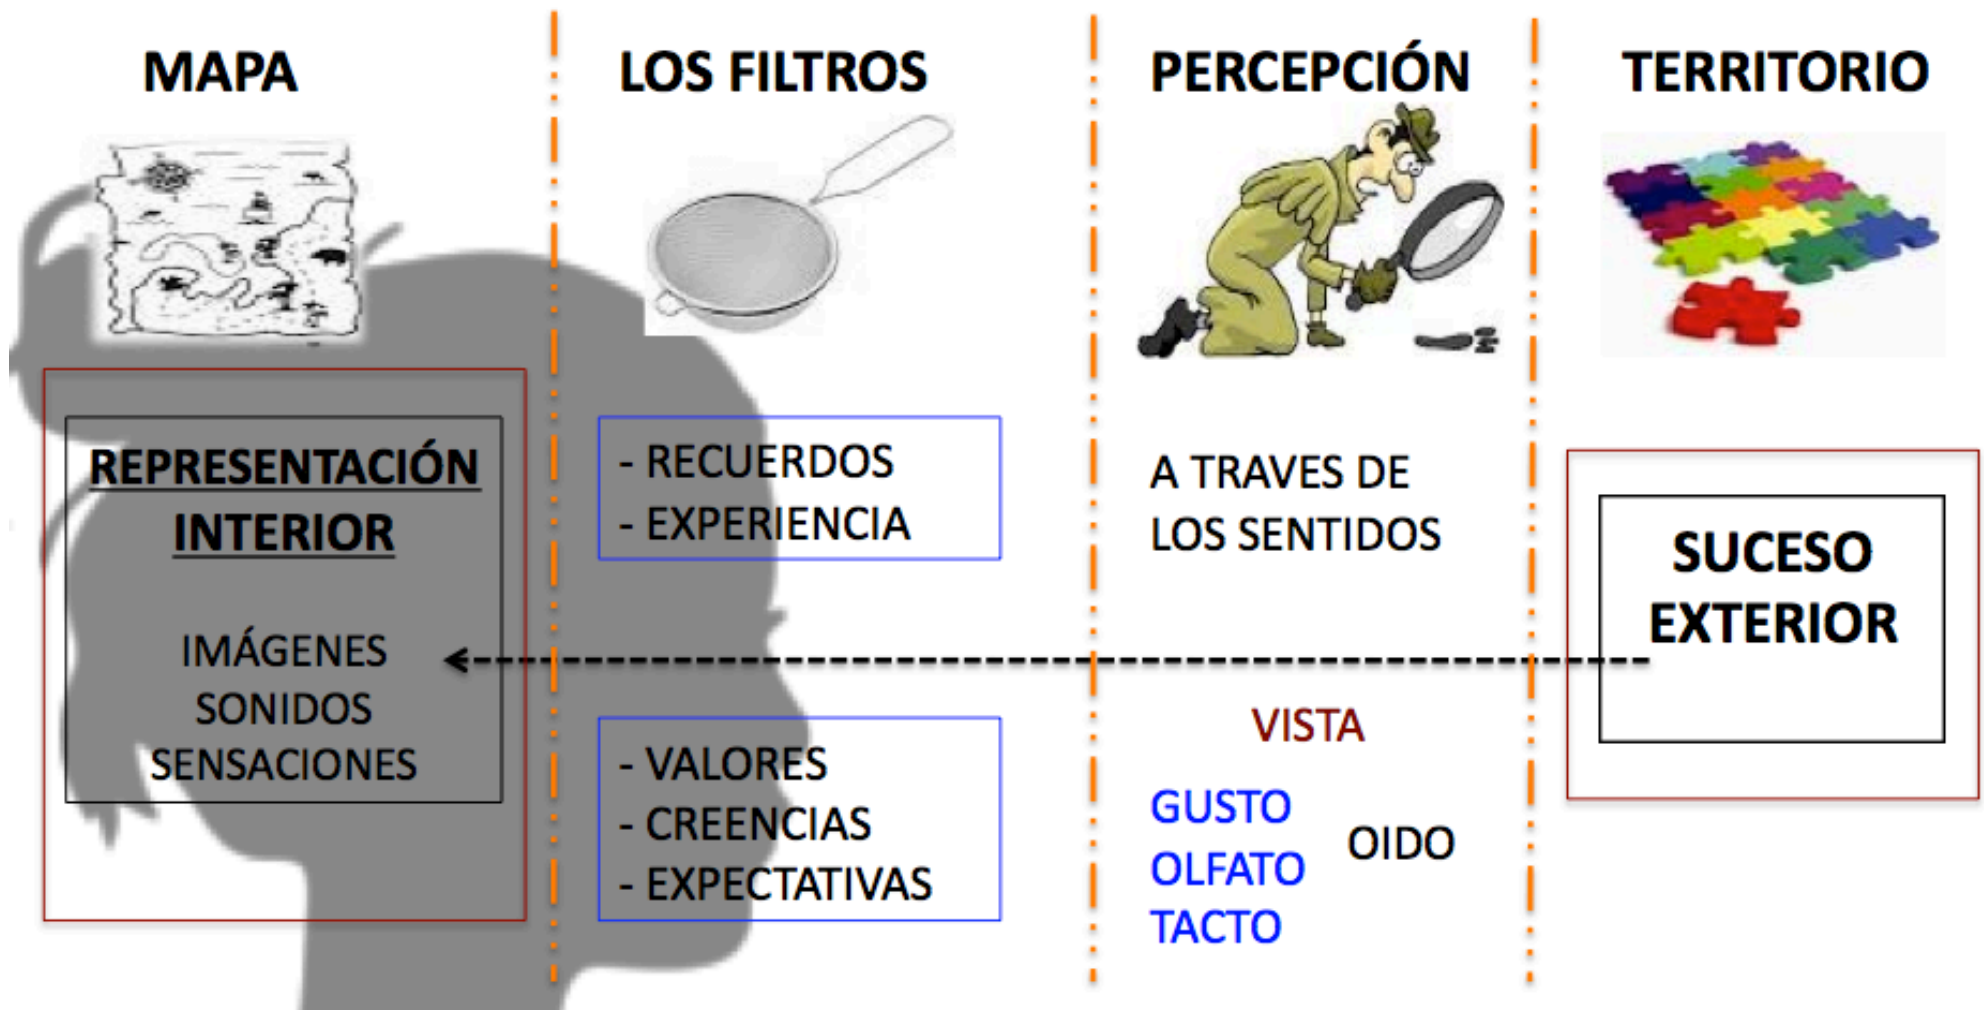 MAPA
LOS FILTROS
PERCEPCIÓN
TERRITORIO
REPRESENTACIÓN
INTERIOR
IMÁGENES
SONIDOS
SENSACIONES
- RECUERDOS
- EXPERIENCIA
- VALORES
- CREENCIAS
- EXPECTATIVAS
A TRAVES DE
LOS SENTIDOS
VISTA
GUSTO
OLFATO
TACTO
OIDO
SUCESO
EXTERIOR